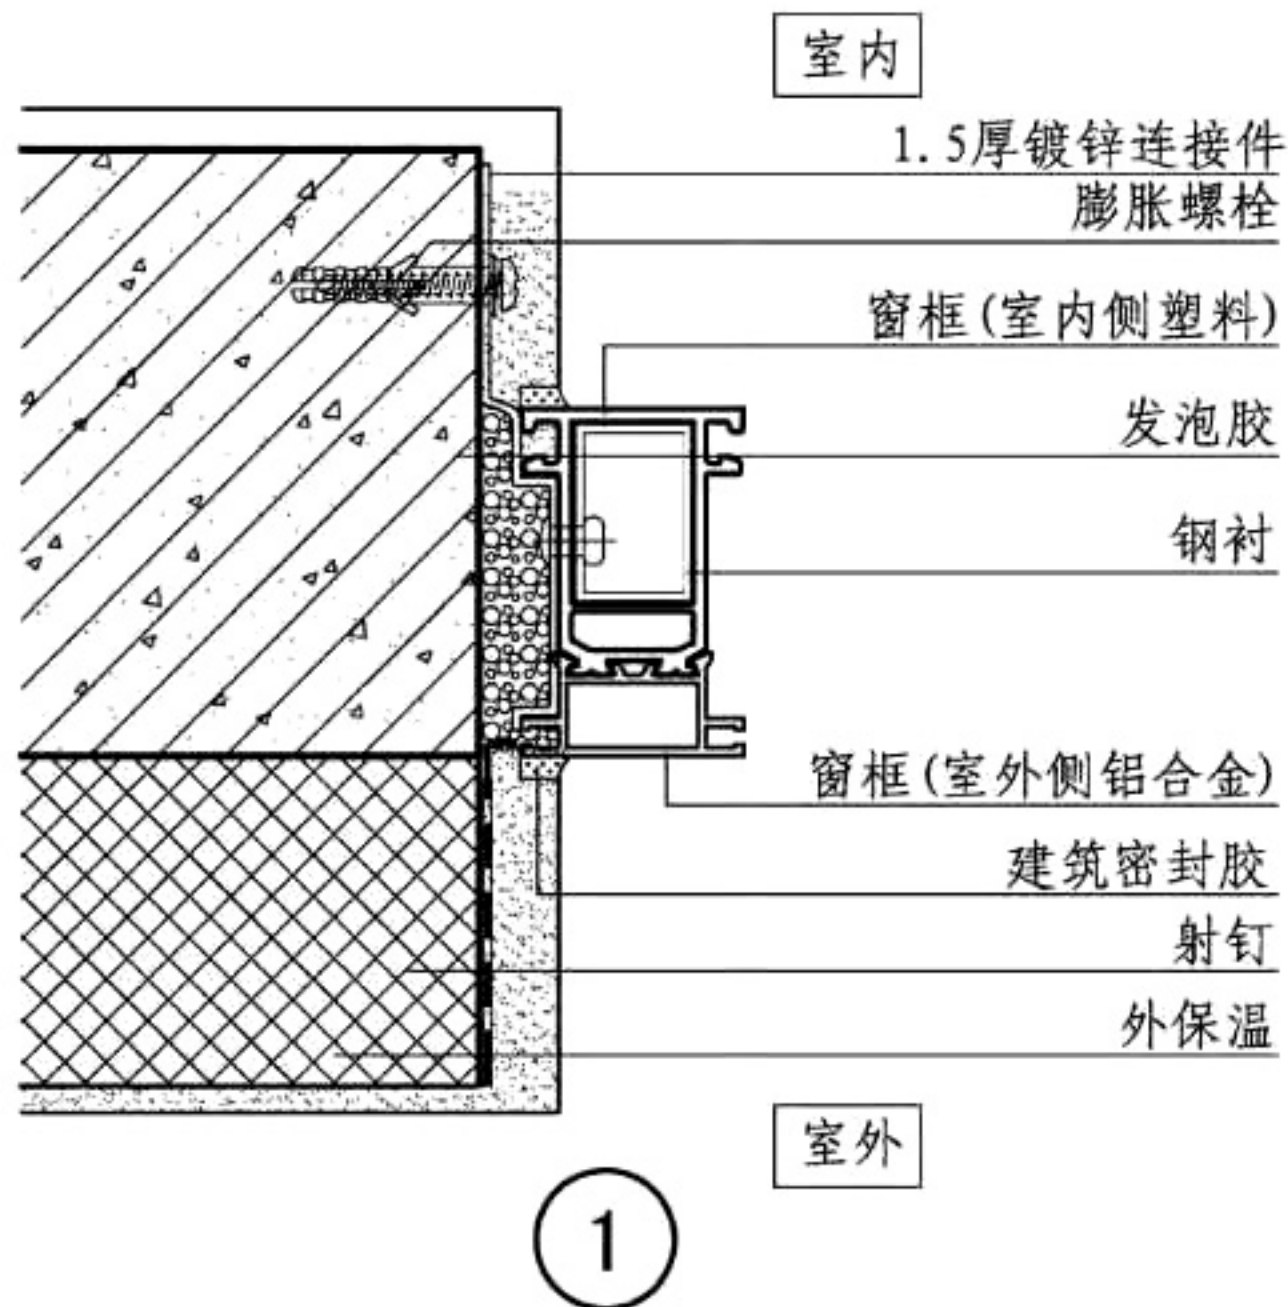 室内
1.5厚镀锌连接件
膨胀螺栓
窗框(室内侧塑料)
发泡胶
钢衬
窗框(室外侧铝合金)
建筑密封胶
射钉
外保温
室外
1